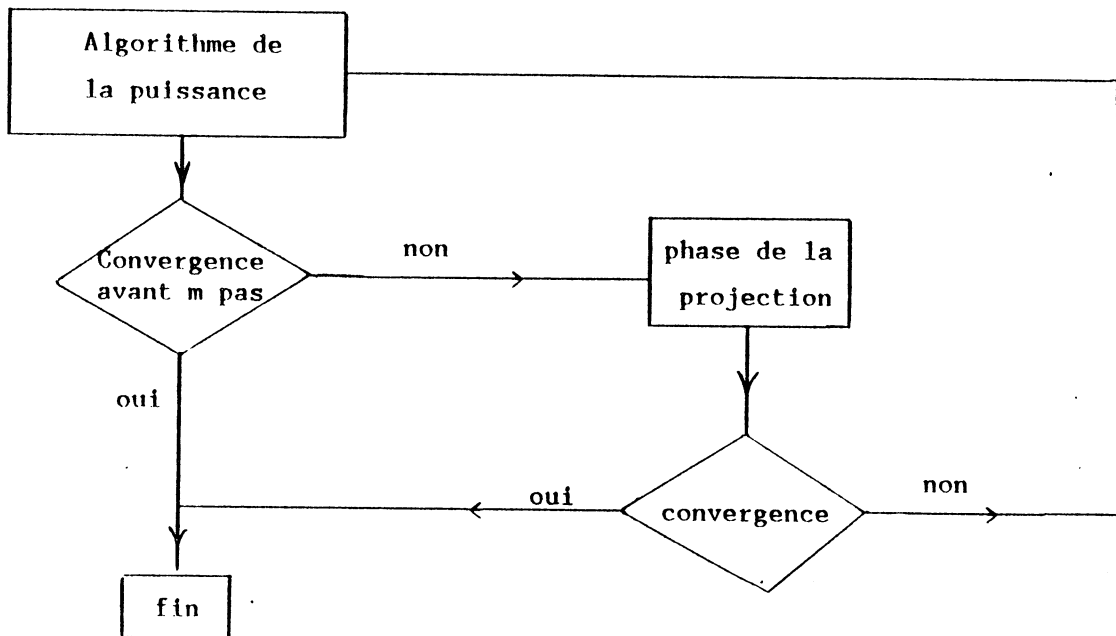 Algorithme de
la puissance
Convergence
avant m pas
non
phase de la
projection
oui
oui
convergence
non
fin